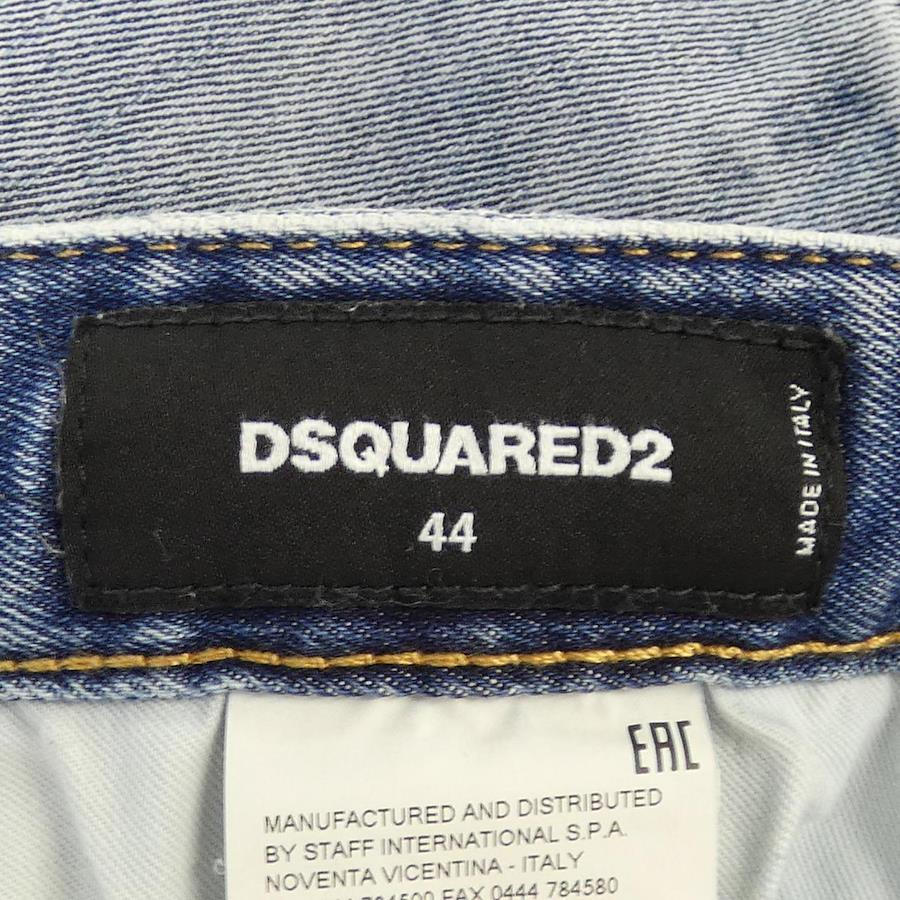 DSQUARED2
44
MADE IN ITALY
EAC
MANUFACTURED AND DISTRIBUTED
BY STAFF INTERNATIONAL S.P.A.
NOVENTA VICENTINA - ITALY
FAX 0444 784580